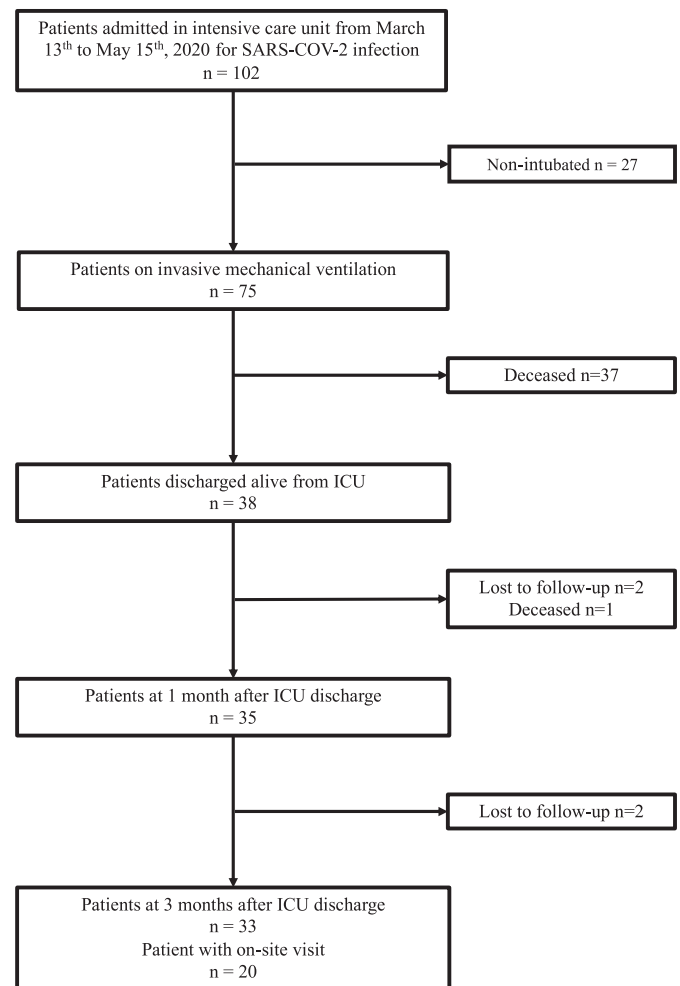 Patients admitted in intensive care unit from March
13th to May 15th, 2020 for SARS-COV-2 infection
n = 102
Non-intubated n = 27
Patients on invasive mechanical ventilation
n = 75
Deceased n=37
Patients discharged alive from ICU
n = 38
Lost to follow-up n=2
Deceased n=1
Patients at 1 month after ICU discharge
n = 35
Lost to follow-up n=2
Patients at 3 months after ICU discharge
n = 33
Patient with on-site visit
n = 20